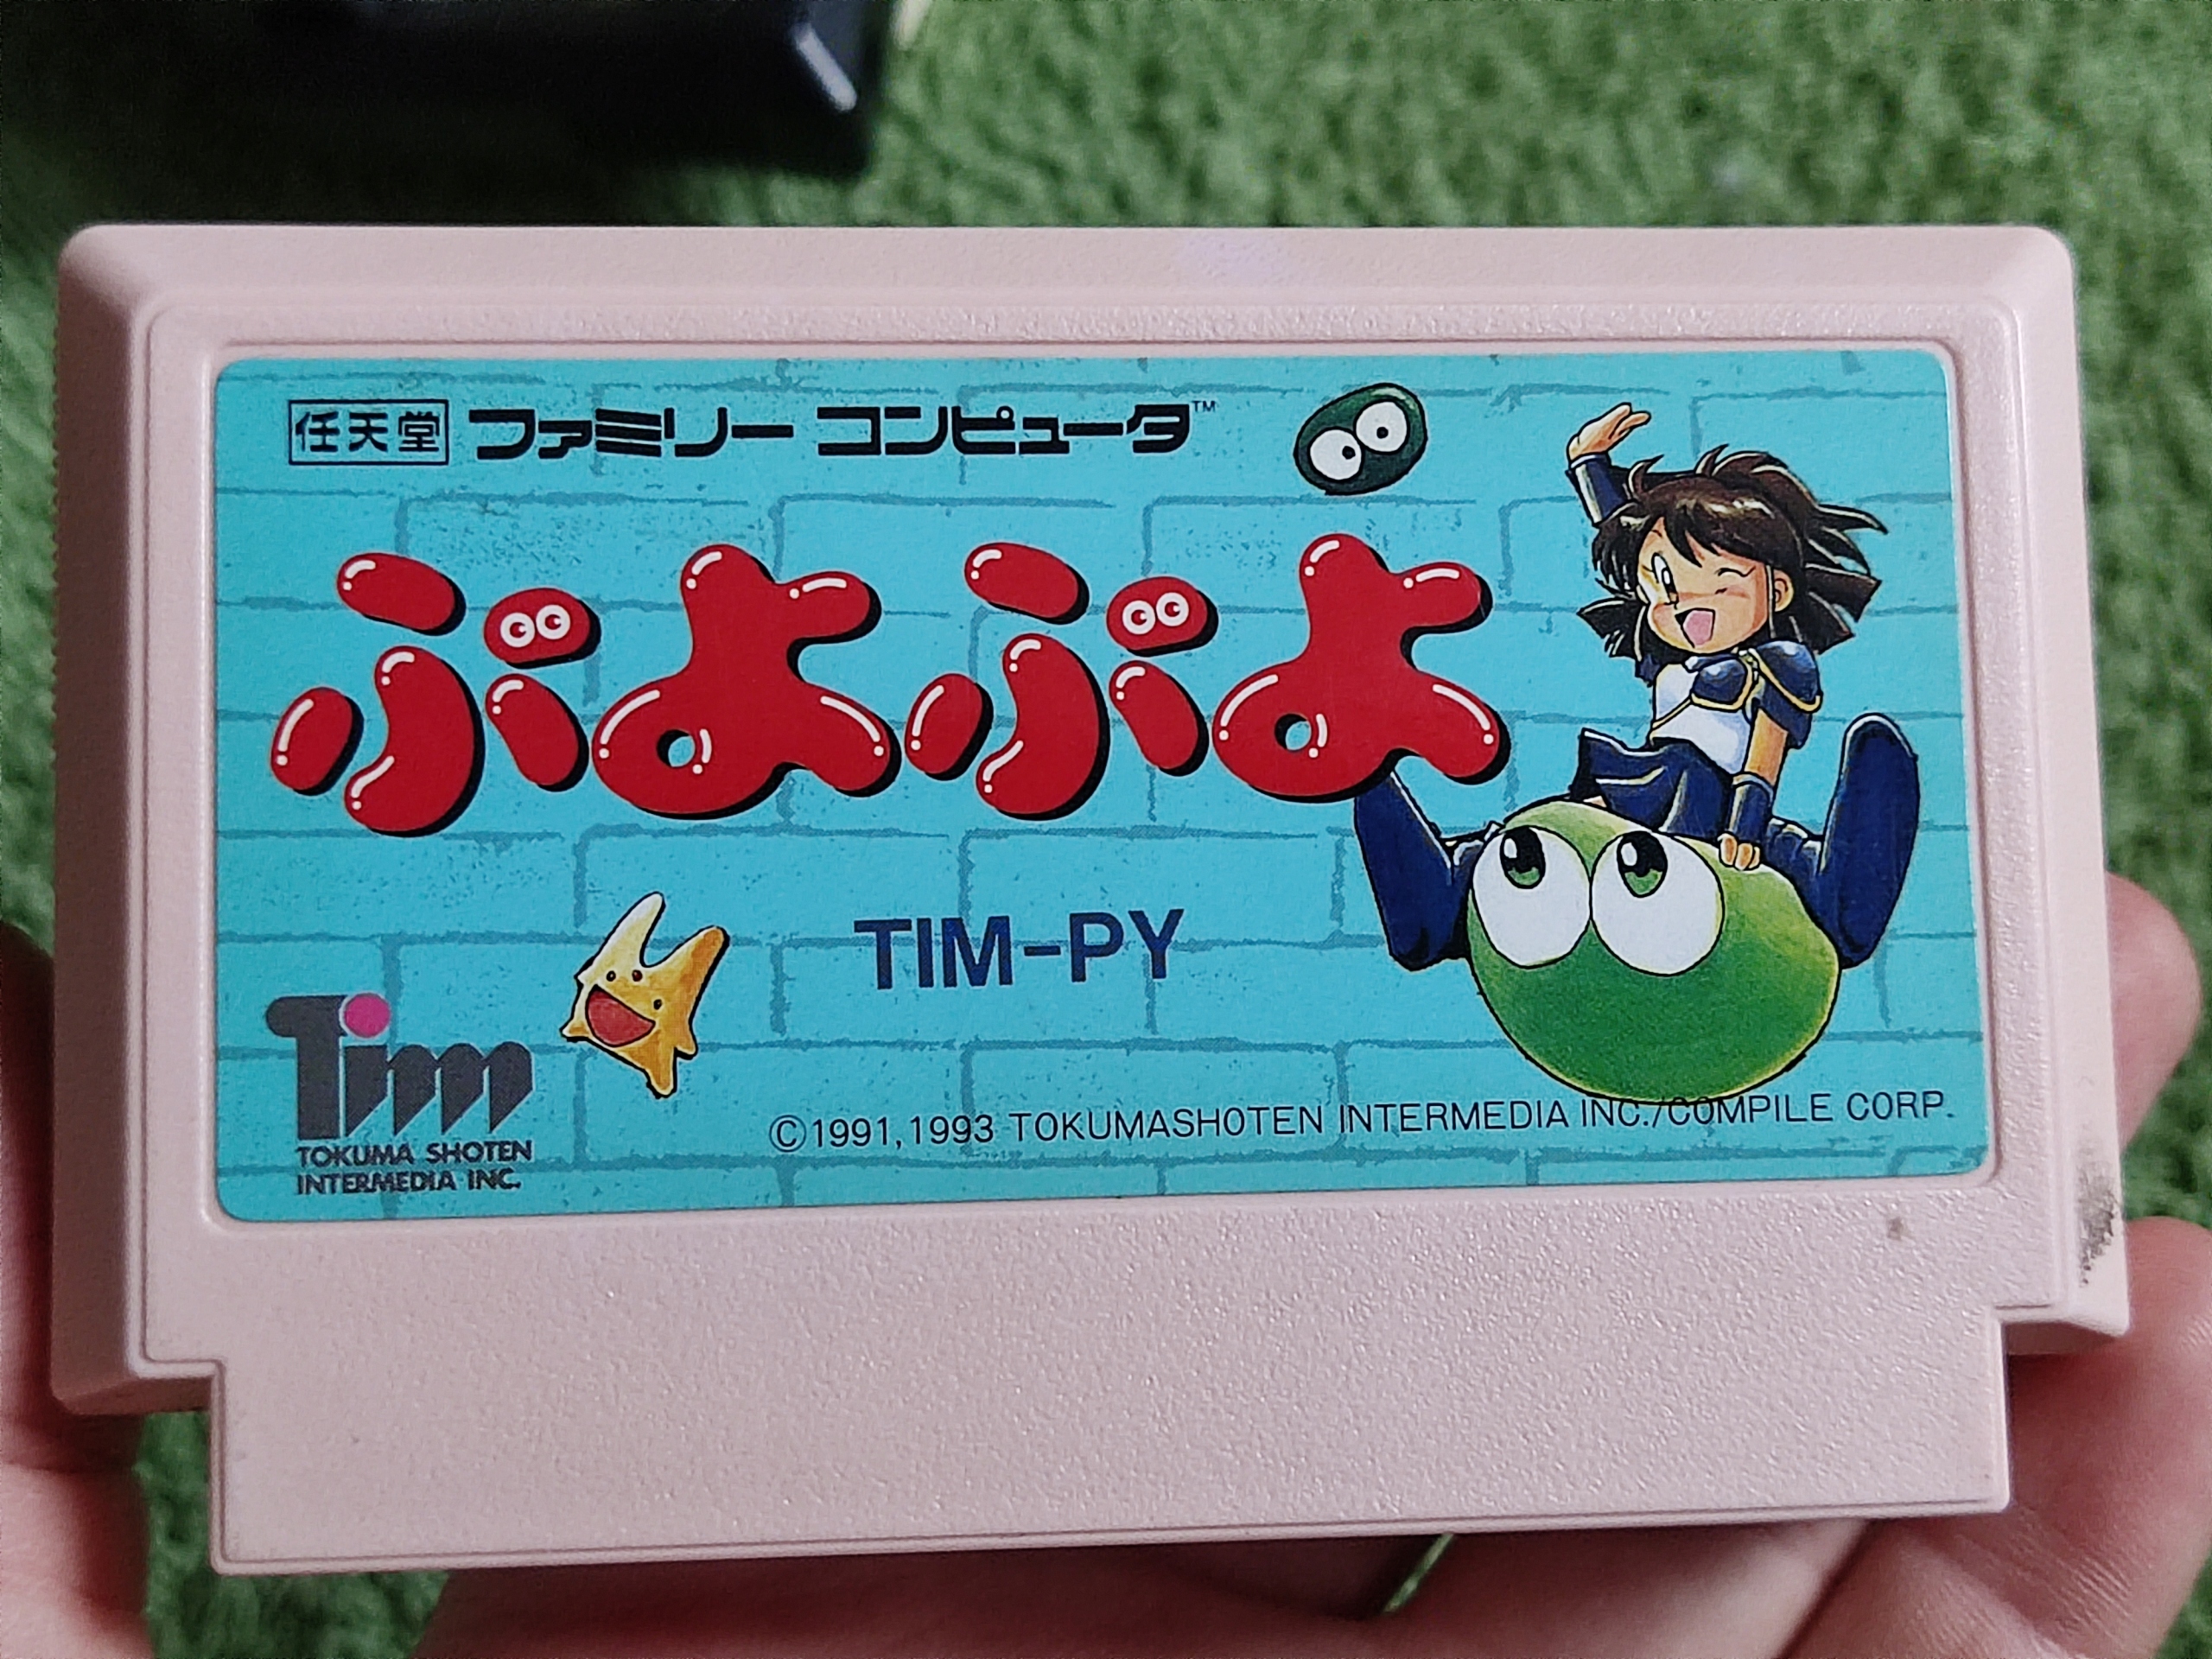 任天堂 ファミリー コンピュータ™
ぷよぷよ
TIM-PY
Tim
TOKUMA SHOTEN
INTERMEDIA INC.
©1991,1993 TOKUMASHOTEN INTERMEDIA INC./COMPILE CORP.